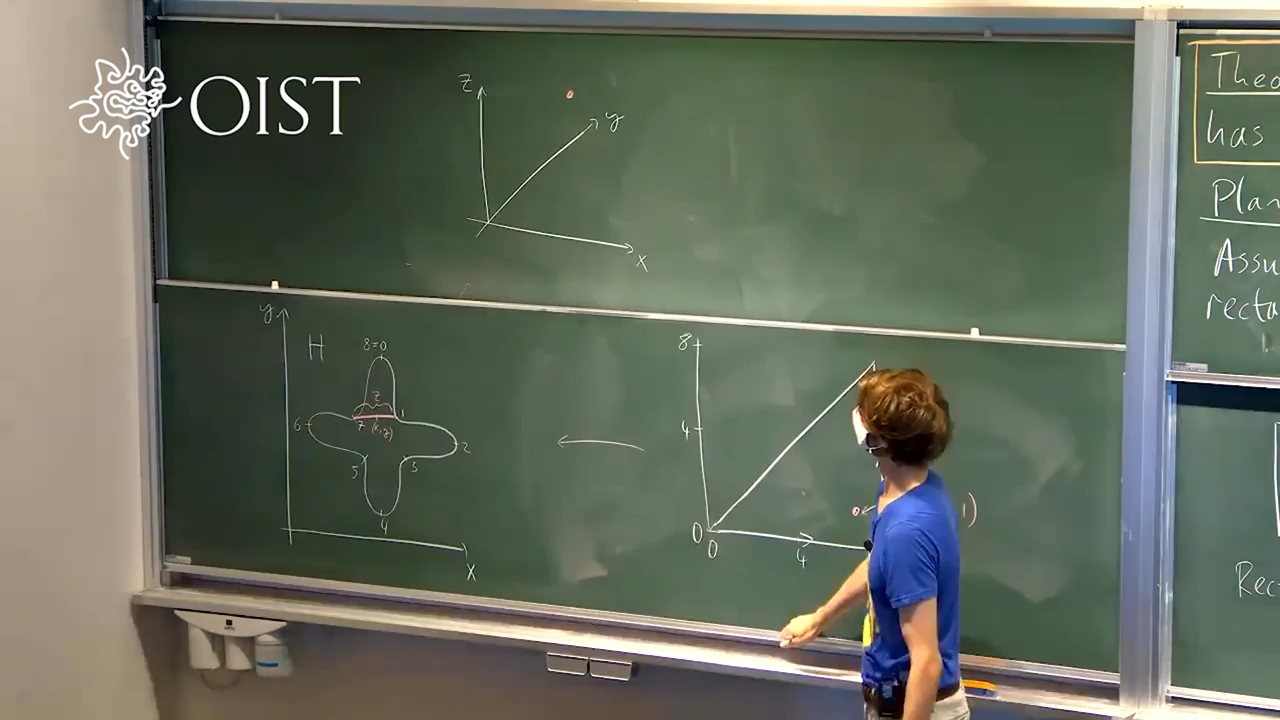 OIST
z
y
x
y
H
8=0
z
7 (x,y) 1
6
2
5
3
4
x
8
4
0
0
4
1)
Theo
has
Plan
Assu
recta
Rec